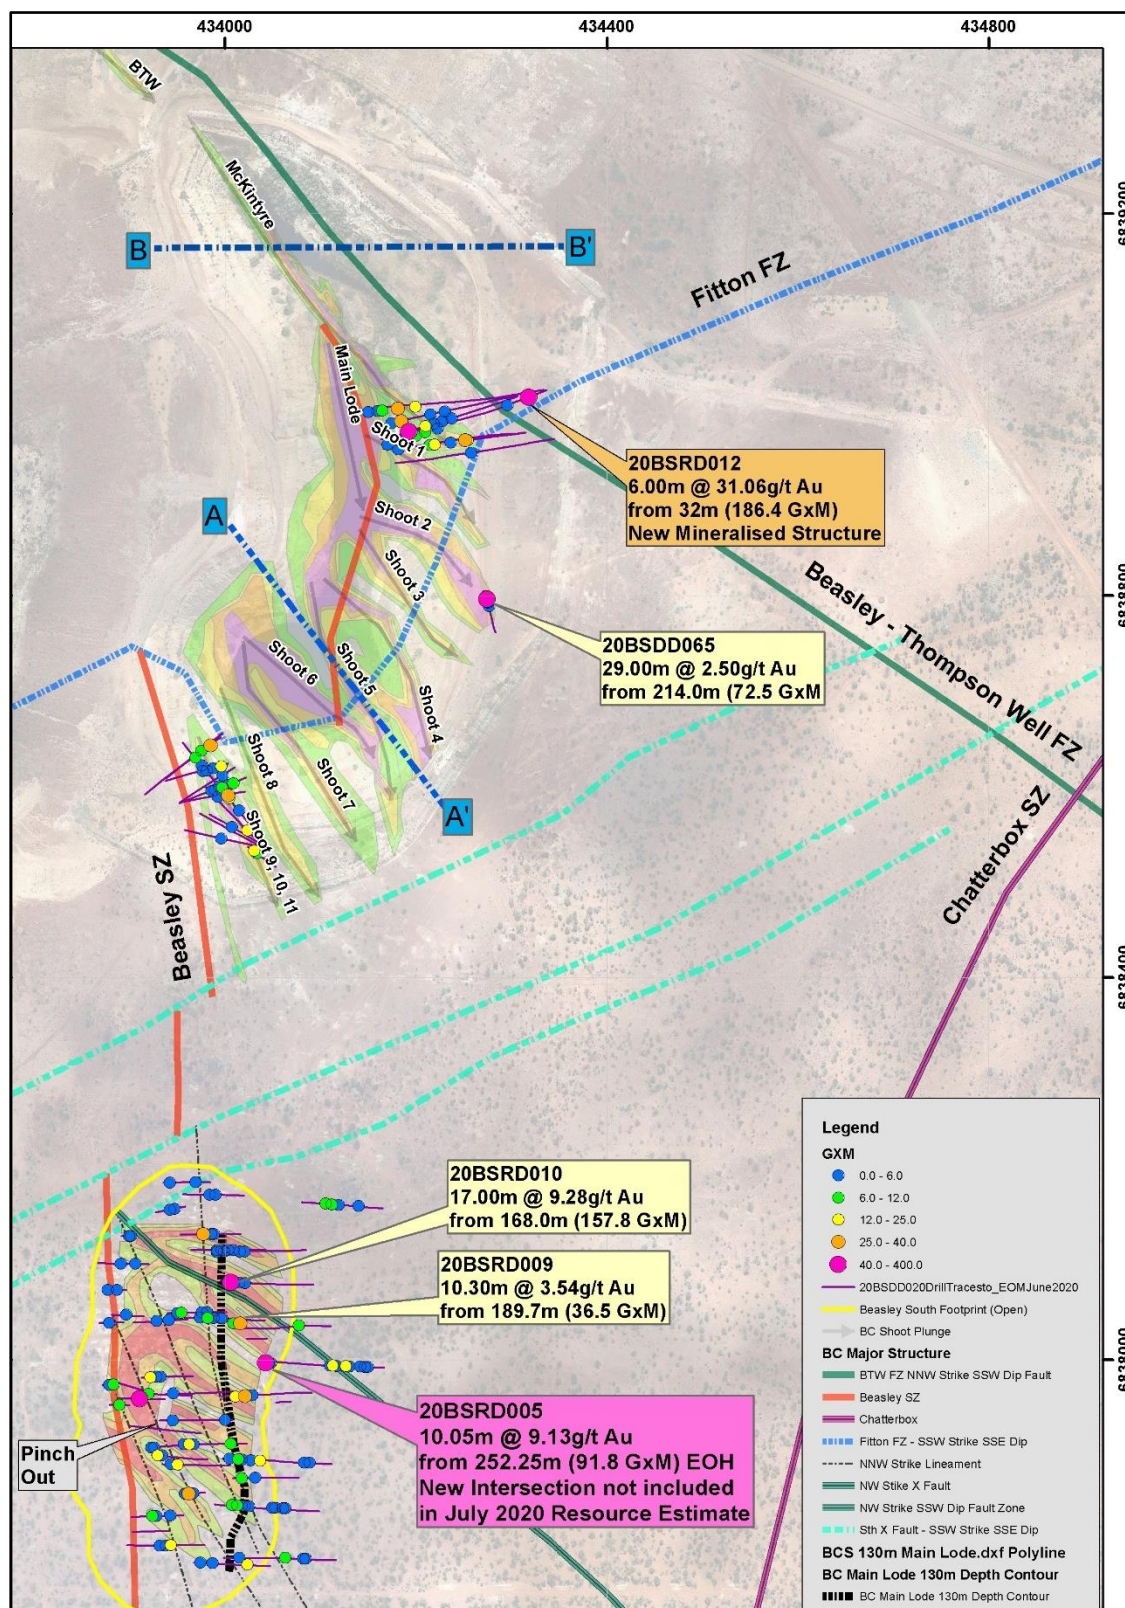 434000
434400
434800
BTW
McKintyre
6839200
B
B'
Fitton FZ
Main Lode
Shoot 1
20BSRD012
6.00m @ 31.06g/t Au
from 32m (186.4 GxM)
New Mineralised Structure
A
Shoot 2
Shoot 3
6838800
Beasley - Thompson Well FZ
20BSDD065
29.00m @ 2.50g/t Au
from 214.0m (72.5 GxM
Shoot 6
Shoot 5
Shoot 4
Shoot 8
Shoot 7
A'
Shoot 9, 10, 11
Beasley SZ
Chatterbox SZ
6838400
20BSRD010
17.00m @ 9.28g/t Au
from 168.0m (157.8 GxM)
20BSRD009
10.30m @ 3.54g/t Au
from 189.7m (36.5 GxM)
6838000
20BSRD005
10.05m @ 9.13g/t Au
from 252.25m (91.8 GxM) EOH
New Intersection not included
in July 2020 Resource Estimate
Pinch
Out
Legend
GXM
0.0 - 6.0
6.0 - 12.0
12.0 - 25.0
25.0 - 40.0
40.0 - 400.0
20BSDD020DrillTracesto_EOMJune2020
Beasley South Footprint (Open)
BC Shoot Plunge
BC Major Structure
BTW FZ NNW Strike SSW Dip Fault
Beasley SZ
Chatterbox
Fitton FZ - SSW Strike SSE Dip
NNW Strike Lineament
NW Stike X Fault
NW Strike SSW Dip Fault Zone
Sth X Fault - SSW Strike SSE Dip
BCS 130m Main Lode.dxf Polyline
BC Main Lode 130m Depth Contour
BC Main Lode 130m Depth Contour